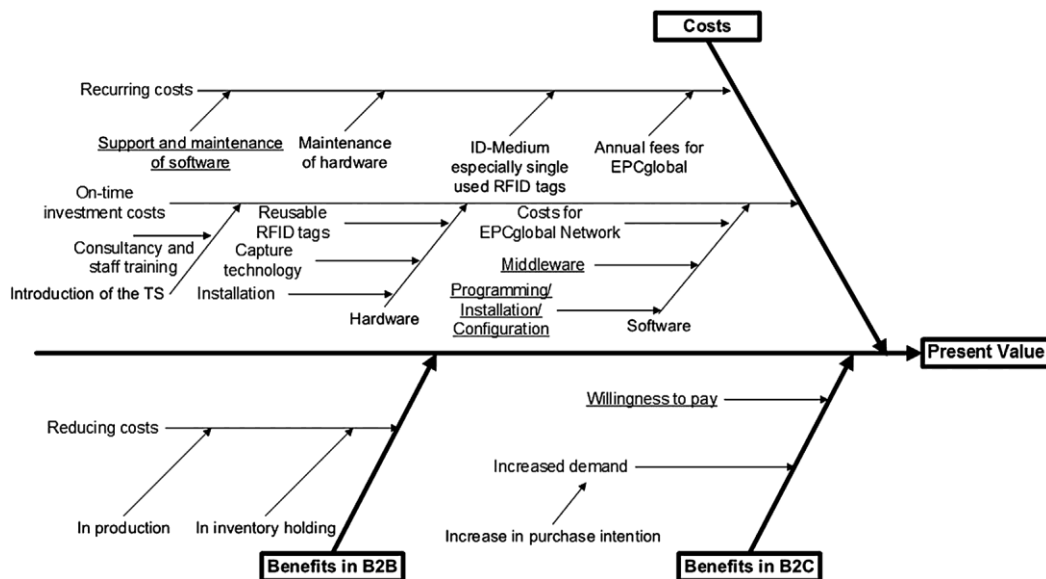 Costs
Recurring costs
Support and maintenance
of software
Maintenance
of hardware
ID-Medium
especially single
used RFID tags
Annual fees for
EPCglobal
On-time
investment costs
Reusable
RFID tags
Costs for
EPCglobal Network
Consultancy and
staff training
Capture
technology
Middleware
Introduction of the TS
Installation
Hardware
Programming/
Installation/
Configuration
Software
Present Value
Willingness to pay
Reducing costs
Increased demand
In production
In inventory holding
Increase in purchase intention
Benefits in B2B
Benefits in B2C